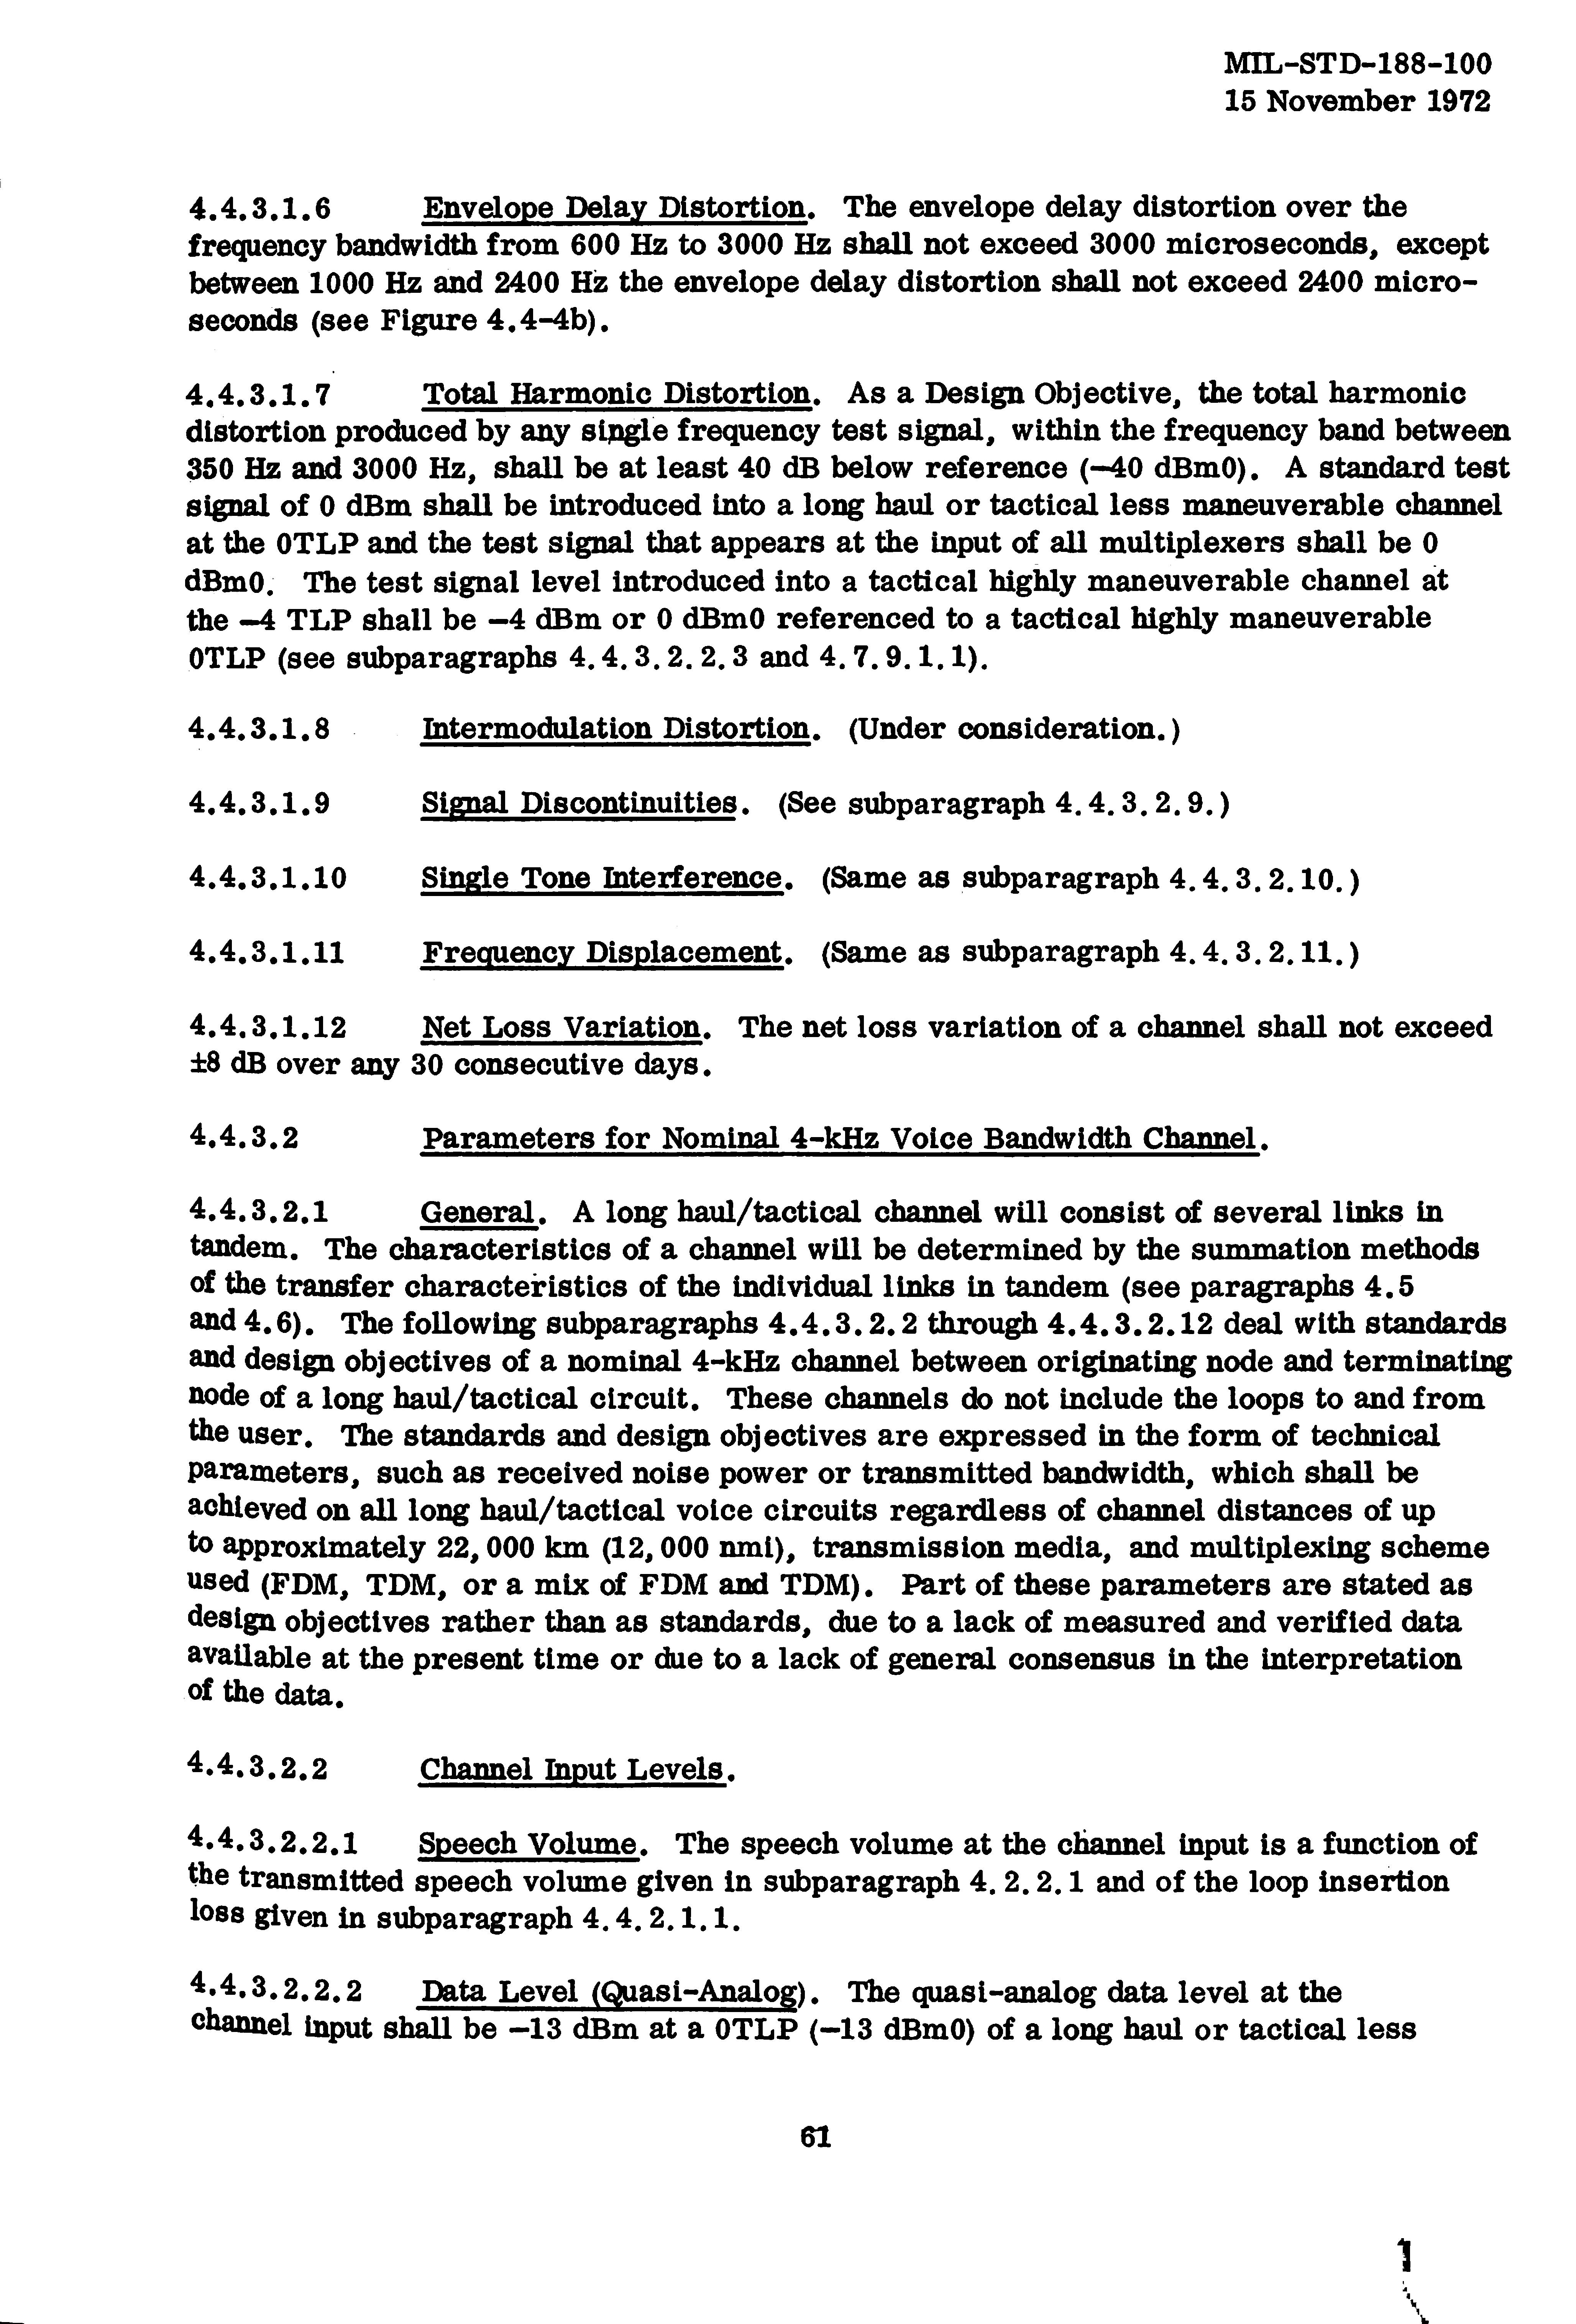 MIL-STD-188-100
15 November 1972
4.4.3.1.6 Envelope Delay Distortion. The envelope delay distortion over the
frequency bandwidth from 600 Hz to 3000 Hz shall not exceed 3000 microseconds, except
between 1000 Hz and 2400 Hz the envelope delay distortion shall not exceed 2400 micro-
seconds (see Figure 4.4-4b).
4.4.3.1.7 Total Harmonic Distortion. As a Design Objective, the total harmonic
distortion produced by any single frequency test signal, within the frequency band between
350 Hz and 3000 Hz, shall be at least 40 dB below reference (-40 dBm0). A standard test
signal of 0 dBm shall be introduced into a long haul or tactical less maneuverable channel
at the 0TLP and the test signal that appears at the input of all multiplexers shall be 0
dBm0. The test signal level introduced into a tactical highly maneuverable channel at
the -4 TLP shall be -4 dBm or 0 dBm0 referenced to a tactical highly maneuverable
0TLP (see subparagraphs 4.4.3.2.2.3 and 4.7.9.1.1).
4.4.3.1.8 Intermodulation Distortion. (Under consideration.)
4.4.3.1.9 Signal Discontinuities. (See subparagraph 4.4.3.2.9.)
4.4.3.1.10 Single Tone Interference. (Same as subparagraph 4.4.3.2.10.)
4.4.3.1.11 Frequency Displacement. (Same as subparagraph 4.4.3.2.11.)
4.4.3.1.12 Net Loss Variation. The net loss variation of a channel shall not exceed
±8 dB over any 30 consecutive days.
4.4.3.2 Parameters for Nominal 4-kHz Voice Bandwidth Channel.
4.4.3.2.1 General. A long haul/tactical channel will consist of several links in
tandem. The characteristics of a channel will be determined by the summation methods
of the transfer characteristics of the individual links in tandem (see paragraphs 4.5
and 4.6). The following subparagraphs 4.4.3.2.2 through 4.4.3.2.12 deal with standards
and design objectives of a nominal 4-kHz channel between originating node and terminating
node of a long haul/tactical circuit. These channels do not include the loops to and from
the user. The standards and design objectives are expressed in the form of technical
parameters, such as received noise power or transmitted bandwidth, which shall be
achieved on all long haul/tactical voice circuits regardless of channel distances of up
to approximately 22,000 km (12,000 nmi), transmission media, and multiplexing scheme
used (FDM, TDM, or a mix of FDM and TDM). Part of these parameters are stated as
design objectives rather than as standards, due to a lack of measured and verified data
available at the present time or due to a lack of general consensus in the interpretation
of the data.
4.4.3.2.2 Channel Input Levels.
4.4.3.2.2.1 Speech Volume. The speech volume at the channel input is a function of
the transmitted speech volume given in subparagraph 4.2.2.1 and of the loop insertion
loss given in subparagraph 4.4.2.1.1.
4.4.3.2.2.2 Data Level (Quasi-Analog). The quasi-analog data level at the
channel input shall be -13 dBm at a 0TLP (-13 dBm0) of a long haul or tactical less
61
1